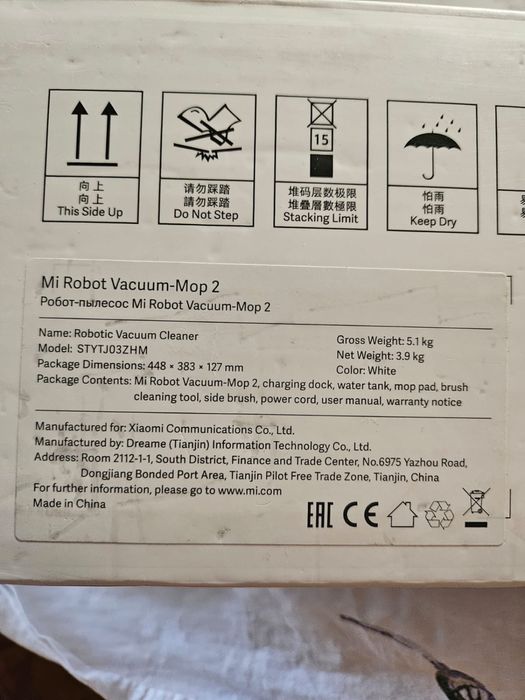 15
向上
向上
This Side Up
请勿踩踏
請勿踩踏
Do Not Step
堆码层数极限
堆疊層數極限
Stacking Limit
怕雨
怕雨
Keep Dry
Mi Robot Vacuum-Mop 2
Робот-пылесос Mi Robot Vacuum-Mop 2
Name: Robotic Vacuum Cleaner
Model: STYTJ03ZHM
Package Dimensions: 448 × 383 × 127 mm
Gross Weight: 5.1 kg
Net Weight: 3.9 kg
Color: White
Package Contents: Mi Robot Vacuum-Mop 2, charging dock, water tank, mop pad, brush
cleaning tool, side brush, power cord, user manual, warranty notice
Manufactured for: Xiaomi Communications Co., Ltd.
Manufactured by: Dreame (Tianjin) Information Technology Co., Ltd.
Address: Room 2112-1-1, South District, Finance and Trade Center, No.6975 Yazhou Road,
Dongjiang Bonded Port Area, Tianjin Pilot Free Trade Zone, Tianjin, China
For further information, please go to www.mi.com
Made in China
EAC CE